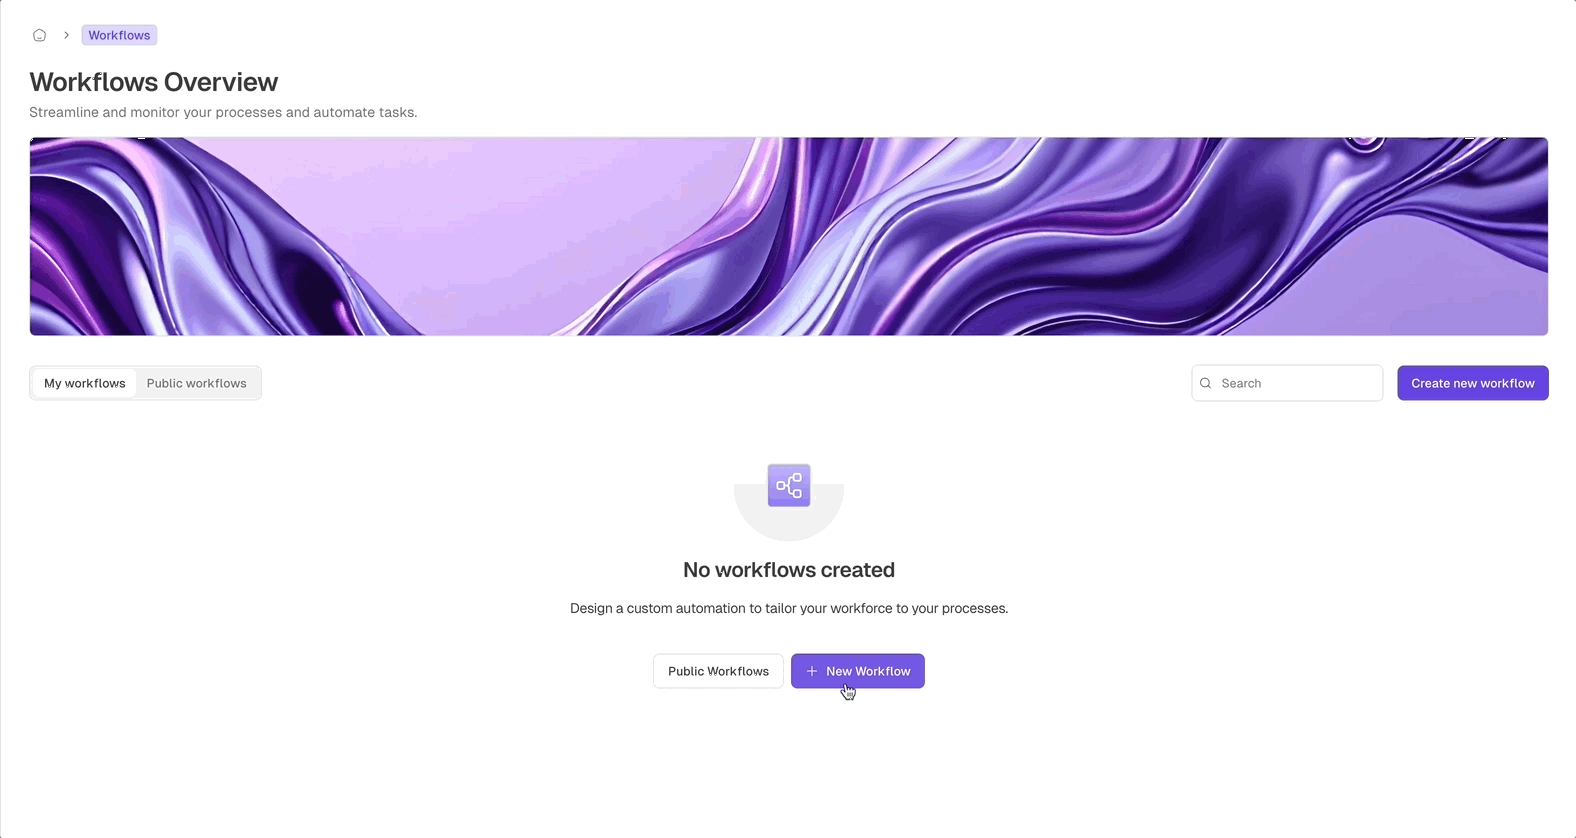 Workflows
Workflows Overview
Streamline and monitor your processes and automate tasks.
My workflows
Public workflows
Search
Create new workflow
No workflows created
Design a custom automation to tailor your workforce to your processes.
Public Workflows
New Workflow